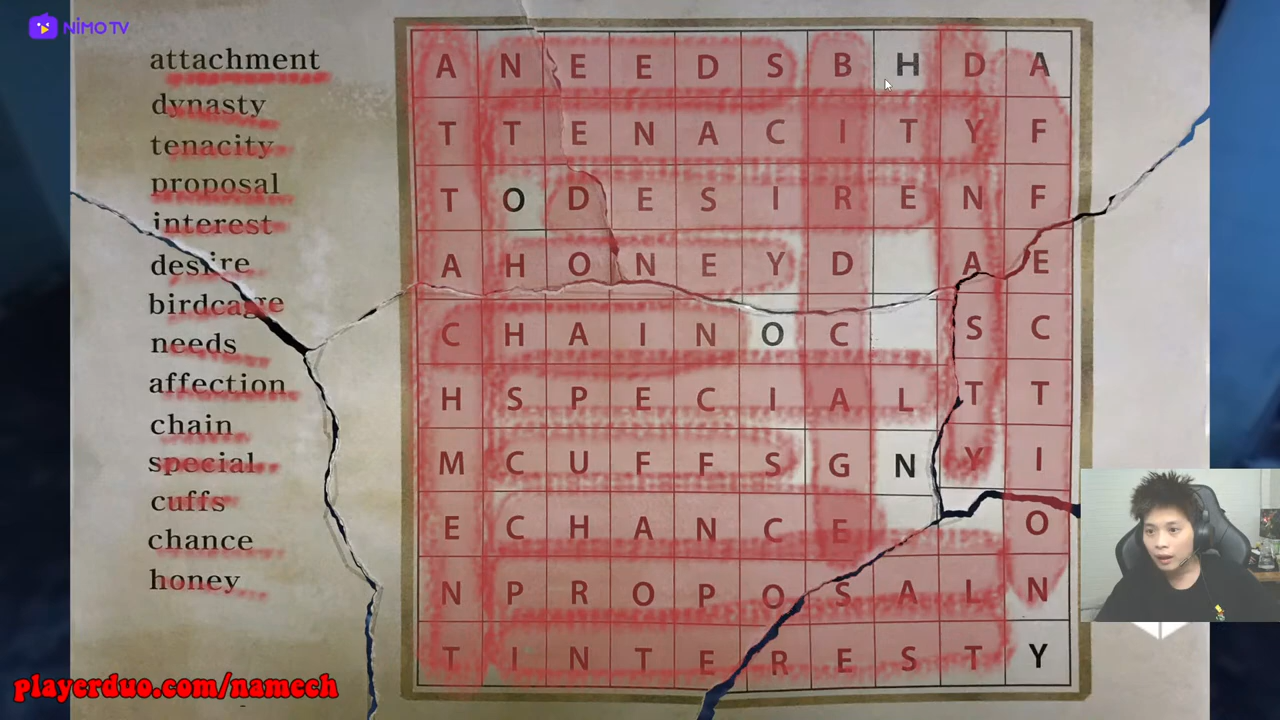 NIMO TV
attachment
dynasty
tenacity
proposal
interest
desire
birdcage
needs
affection
chain
special
cuffs
chance
honey
A N E E D S B H D A
T T E N A C I T Y F
T O D E S I R E N F
A H O N E Y D A E
C H A I N O C S C
H S P E C I A L T T
M C U F F S G N Y I
E C H A N C E O
N P R O P O S A L N
T I N T E R E S T Y
playerduo.com/namech